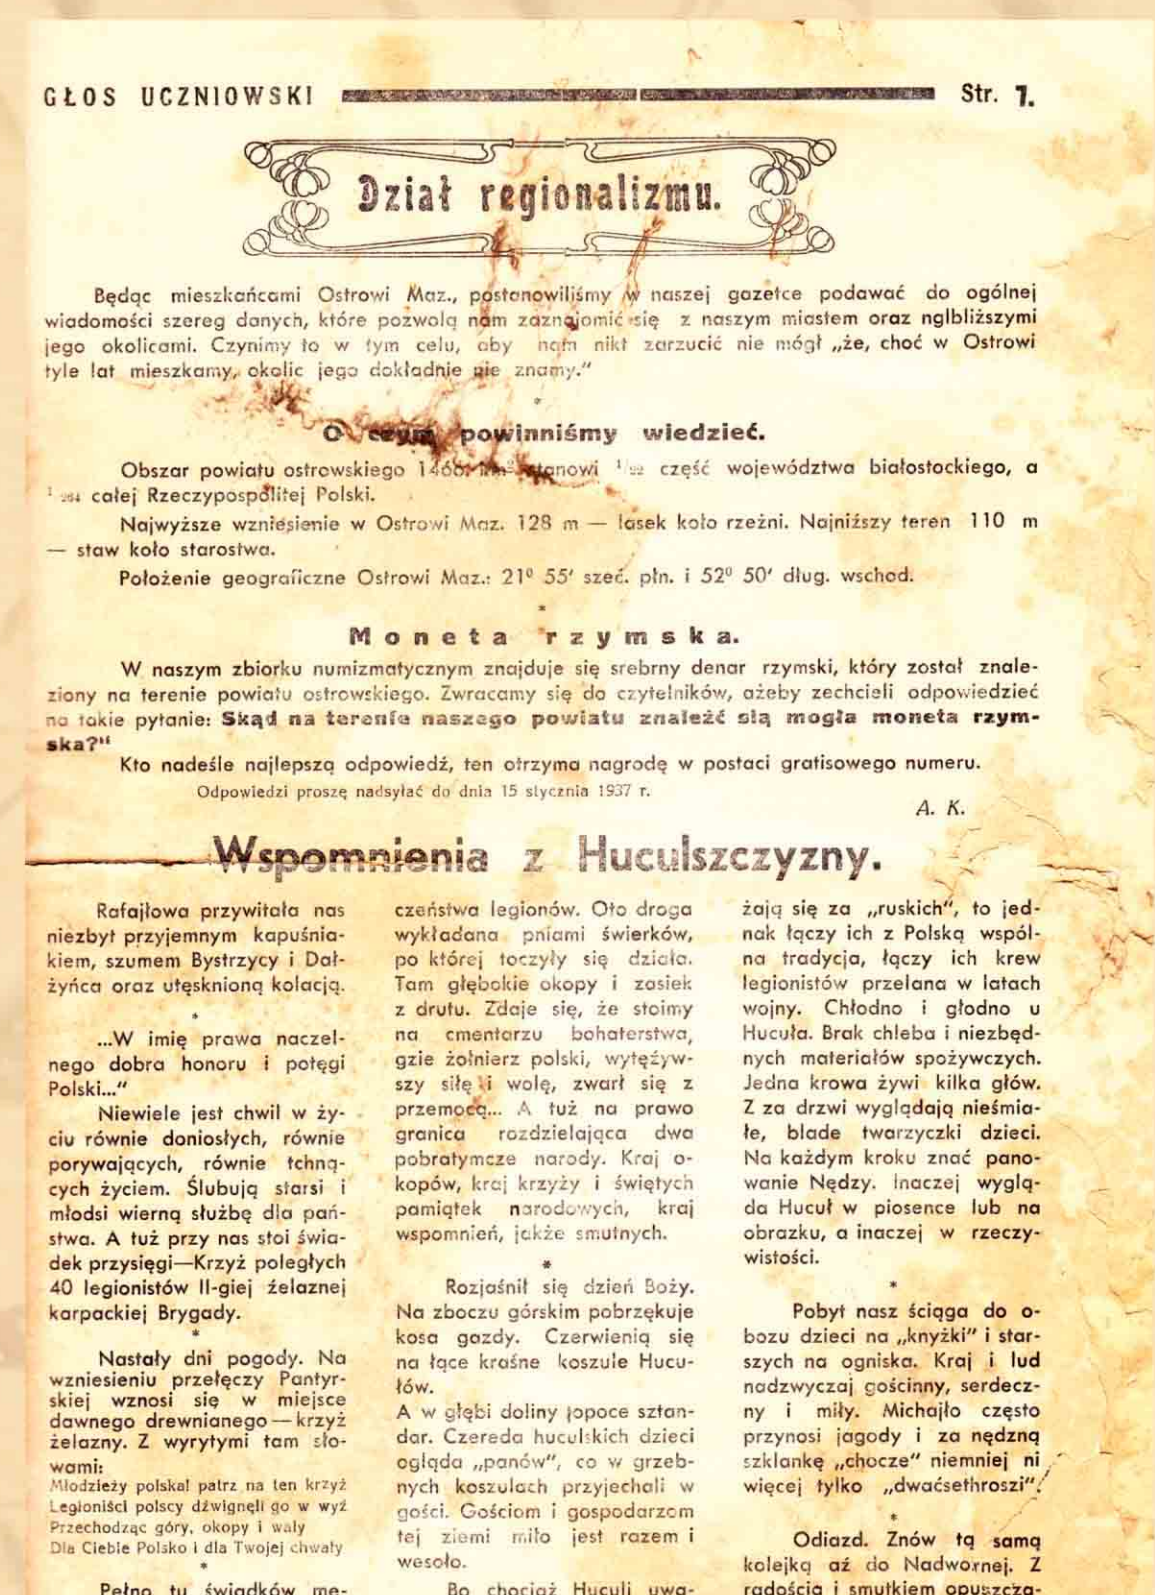 GŁOS UCZNIOWSKI
Str. 7.
Dział regionalizmu.
Będąc mieszkańcami Ostrowi Maz., postanowiliśmy w naszej gazetce podawać do ogólnej
wiadomości szereg danych, które pozwolą nam zaznajomić się z naszym miastem oraz nglbliższymi
jego okolicami. Czynimy to w tym celu, aby nam nikt zarzucić nie mógł „że, choć w Ostrowi
tyle lat mieszkamy, okolic jego dokładnie nie znamy.“
*
O czym powinniśmy wiedzieć.
Obszar powiatu ostrowskiego stanowi część województwa białostockiego, a
całej Rzeczypospolitej Polski.
Najwyższe wzniesienie w Ostrowi Maz. 128 m — lasek koło rzeźni. Najniższy teren 110 m
— staw koło starostwa.
Położenie geograficzne Ostrowi Maz.: 21⁰ 55′ szeć. płn. i 52⁰ 50′ dług. wschod.
*
Moneta rzymska.
W naszym zbiorku numizmatycznym znajduje się srebrny denar rzymski, który został znale-
ziony na terenie powiatu ostrowskiego. Zwracamy się do czytelników, ażeby zechcieli odpowiedzieć
na takie pytanie: Skąd na terenie naszego powiatu znaleźć się mogła moneta rzym-
ska?“
Kto nadeśle najlepszą odpowiedź, ten otrzyma nagrodę w postaci gratisowego numeru.
Odpowiedzi proszę nadsyłać do dnia 15 stycznia 1937 r.
A. K.
Wspomnienia z Huculszczyzny.
Rafajłowa przywitała nas
niezbyt przyjemnym kapuśnia-
kiem, szumem Bystrzycy i Dał-
żyńca oraz utęsknioną kolacją.
*
...W imię prawa naczel-
nego dobra honoru i potęgi
Polski...“
Niewiele jest chwil w ży-
ciu równie doniosłych, równie
porywających, równie tchną-
cych życiem. Ślubują starsi i
młodsi wierną służbę dla pań-
stwa. A tuż przy nas stoi świa-
dek przysięgi—Krzyż poległych
40 legionistów II-giej żelaznej
karpackiej Brygady.
*
Nastały dni pogody. Na
wzniesieniu przełęczy Pantyr-
skiej wznosi się w miejsce
dawnego drewnianego — krzyż
żelazny. Z wyrytymi tam sło-
wami:
Młodzieży polska! patrz na ten krzyż
Legioniści polscy dźwignęli go w wyż
Przechodząc góry, okopy i wały
Dla Ciebie Polsko i dla Twojej chwały
*
Pełno tu świadków mę-
czeństwa legionów. Oto droga
wykładana pniami świerków,
po której toczyły się działa.
Tam głębokie okopy i zasiek
z drutu. Zdaje się, że stoimy
na cmentarzu bohaterstwa,
gdzie żołnierz polski, wytężyw-
szy siłę i wolę, zwarł się z
przemocą... A tuż na prawo
granica rozdzielająca dwa
pobratymcze narody. Kraj o-
kopów, kraj krzyży i świętych
pamiątek narodowych, kraj
wspomnień, jakże smutnych.
*
Rozjaśnił się dzień Boży.
Na zboczu górskim pobrzękuje
kosa gazdy. Czerwienią się
na łące kraśne koszule Hucu-
łów.
A w głębi doliny łopoce sztan-
dar. Czereda huculskich dzieci
ogląda „panów“, co w grzeb-
nych koszulach przyjechali w
gości. Gościom i gospodarzom
tej ziemi miło jest razem i
wesoło.
Bo chociaż Huculi uwa-
żają się za „ruskich“, to jed-
nak łączy ich z Polską wspól-
na tradycja, łączy ich krew
legionistów przelana w latach
wojny. Chłodno i głodno u
Hucuła. Brak chleba i niezbęd-
nych materiałów spożywczych.
Jedna krowa żywi kilka głów.
Z za drzwi wyglądają nieśmia-
łe, blade twarzyczki dzieci.
Na każdym kroku znać pano-
wanie Nędzy. Inaczej wyglą-
da Hucuł w piosence lub na
obrazku, a inaczej w rzeczy-
wistości.
*
Pobyt nasz ściąga do o-
bozu dzieci na „knyżki“ i star-
szych na ogniska. Kraj i lud
nadzwyczaj gościnny, serdecz-
ny i miły. Michajło często
przynosi jagody i za nędzną
szklankę „chocze“ niemniej ni
więcej tylko „dwaćsethroszi“.
*
Odjazd. Znów tą samą
kolejką aż do Nadwornej. Z
radością i smutkiem opuszcza-